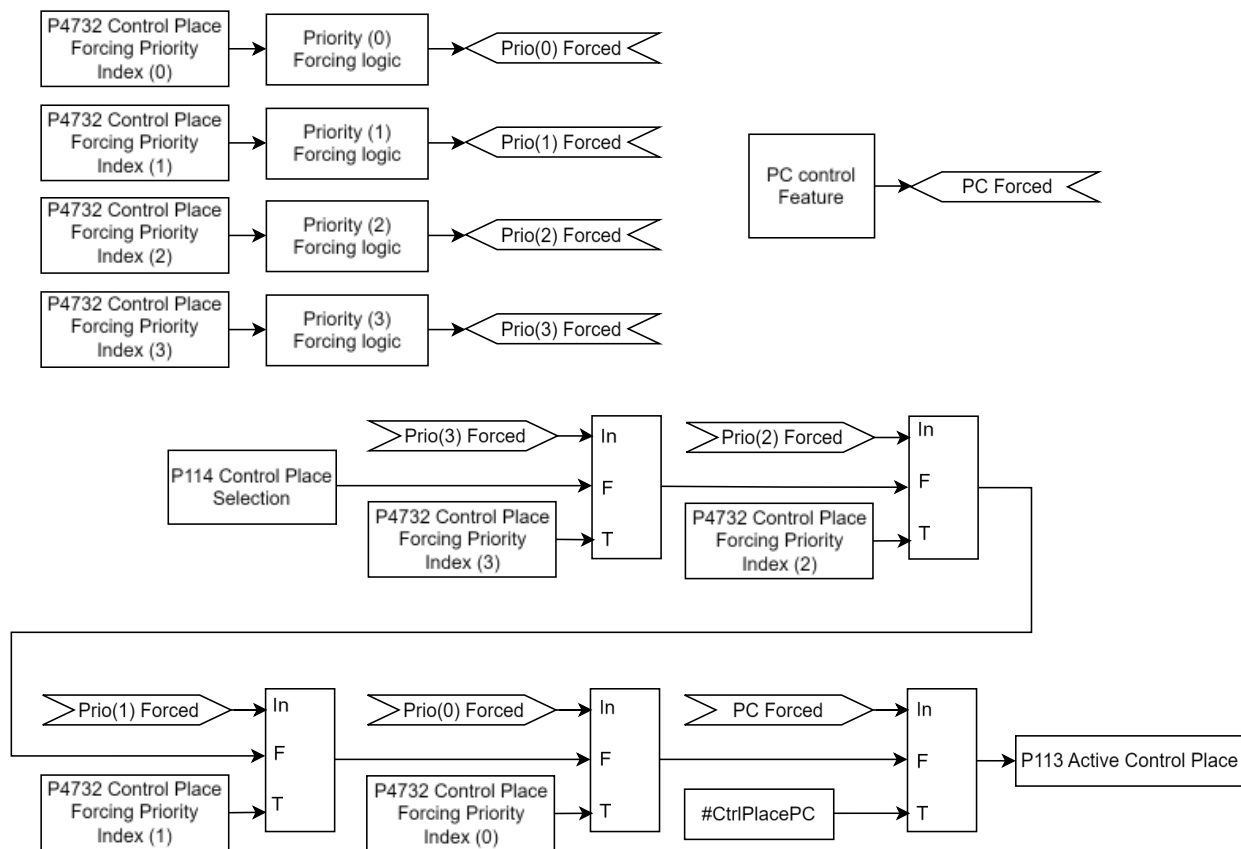 P4732 Control Place
Forcing Priority
Index (0)
Priority (0)
Forcing logic
Prio(0) Forced
P4732 Control Place
Forcing Priority
Index (1)
Priority (1)
Forcing logic
Prio(1) Forced
PC control
Feature
PC Forced
P4732 Control Place
Forcing Priority
Index (2)
Priority (2)
Forcing logic
Prio(2) Forced
P4732 Control Place
Forcing Priority
Index (3)
Priority (3)
Forcing logic
Prio(3) Forced
Prio(3) Forced
In
Prio(2) Forced
In
P114 Control Place
Selection
F
F
P4732 Control Place
Forcing Priority
Index (3)
T
P4732 Control Place
Forcing Priority
Index (2)
T
Prio(1) Forced
In
Prio(0) Forced
In
PC Forced
In
F
F
F
P113 Active Control Place
P4732 Control Place
Forcing Priority
Index (1)
T
P4732 Control Place
Forcing Priority
Index (0)
T
#CtrlPlacePC
T